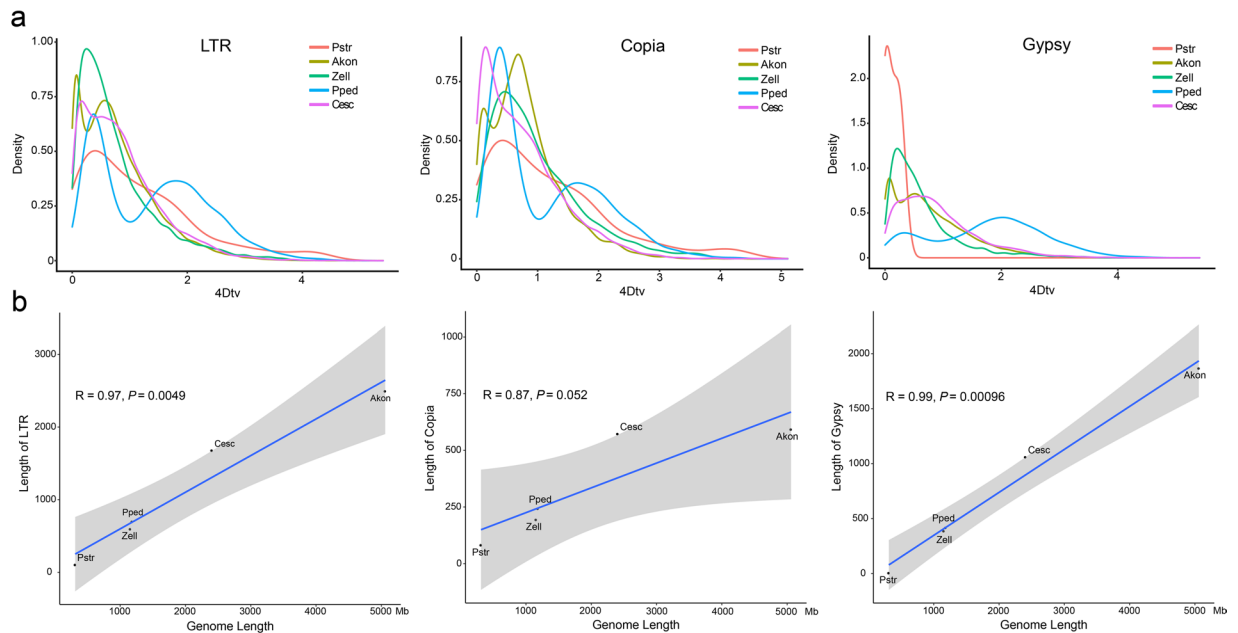 a
LTR
1.00
0.75
0.50
0.25
0
Density
0
2
4
4Dtv
Pstr
Akon
Zell
Pped
Cesc
Copia
0.75
0.50
0.25
0
Density
0
1
2
3
4
5
4Dtv
Pstr
Akon
Zell
Pped
Cesc
Gypsy
2.0
1.5
1.0
0.5
0
Density
0
2
4
4Dtv
Pstr
Akon
Zell
Pped
Cesc
b
3000
2000
1000
0
Length of LTR
R = 0.97, P = 0.0049
Akon
Cesc
Pped
Zell
Pstr
1000
2000
3000
4000
5000
Mb
Genome Length
1000
750
500
250
0
Length of Copia
R = 0.87, P = 0.052
Cesc
Akon
Pped
Zell
Pstr
0
1000
2000
3000
4000
5000
Mb
Genome Length
2000
1500
1000
500
0
Length of Gypsy
R = 0.99, P = 0.00096
Akon
Cesc
Pped
Zell
Pstr
0
1000
2000
3000
4000
5000
Mb
Genome Length